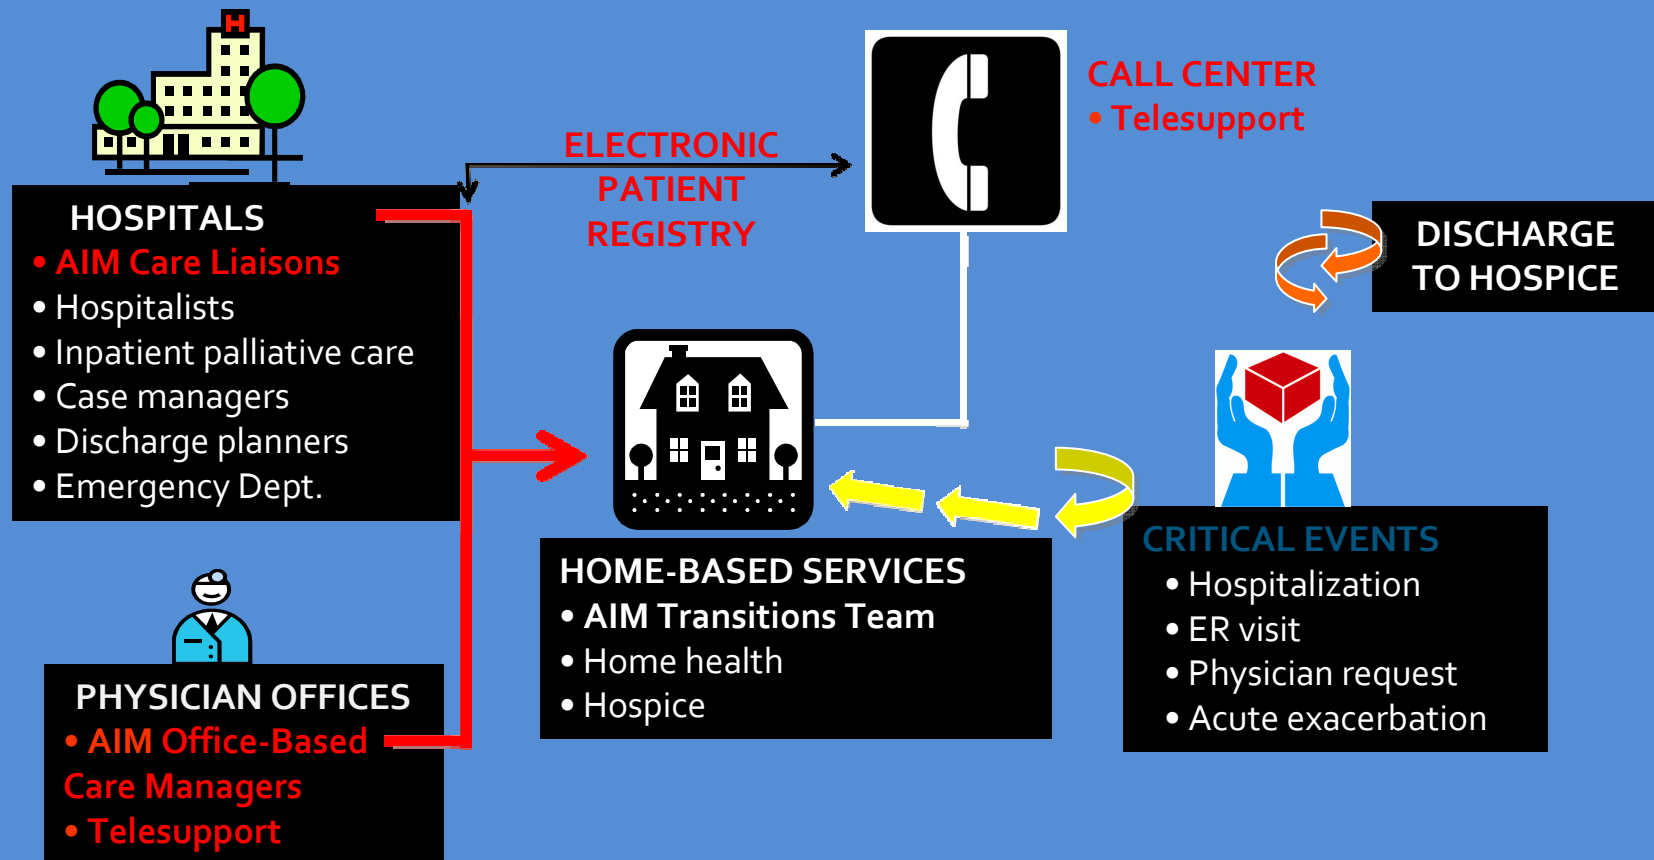 H
HOSPITALS
• AIM Care Liaisons
• Hospitalists
• Inpatient palliative care
• Case managers
• Discharge planners
• Emergency Dept.
PHYSICIAN OFFICES
• AIM Office-Based
Care Managers
• Telesupport
ELECTRONIC
PATIENT
REGISTRY
CALL CENTER
• Telesupport
HOME-BASED SERVICES
• AIM Transitions Team
• Home health
• Hospice
DISCHARGE
TO HOSPICE
CRITICAL EVENTS
• Hospitalization
• ER visit
• Physician request
• Acute exacerbation